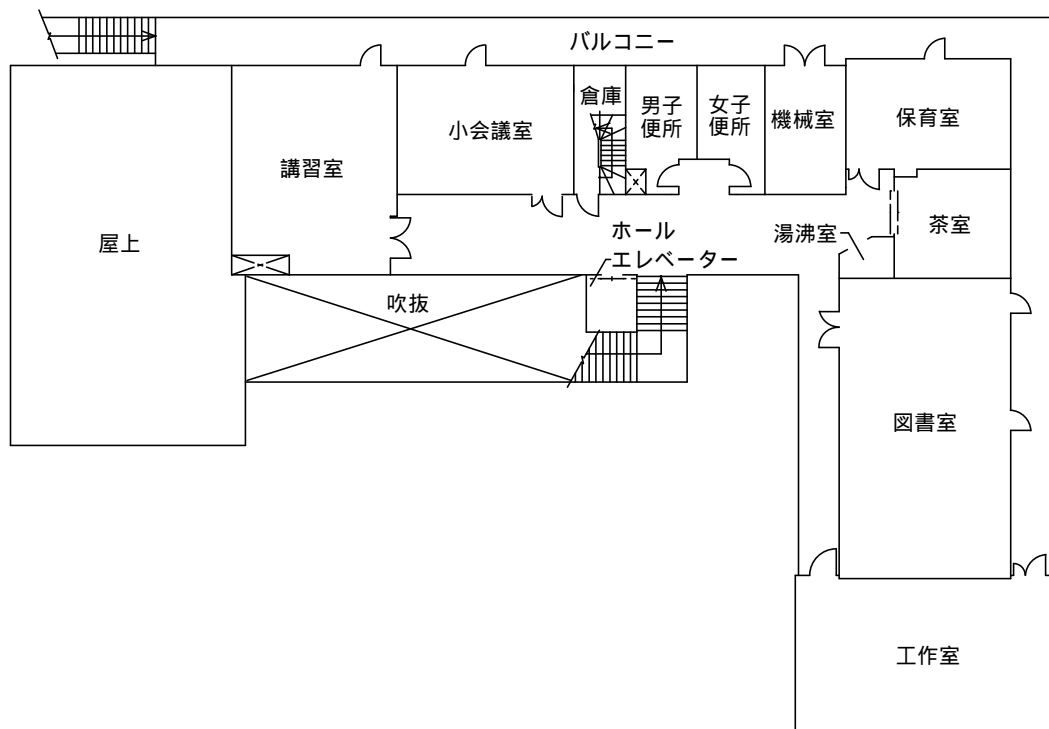 バルコニー
倉庫
男子
便所
女子
便所
機械室
保育室
小会議室
講習室
屋上
ホール
湯沸室
茶室
エレベーター
吹抜
図書室
工作室